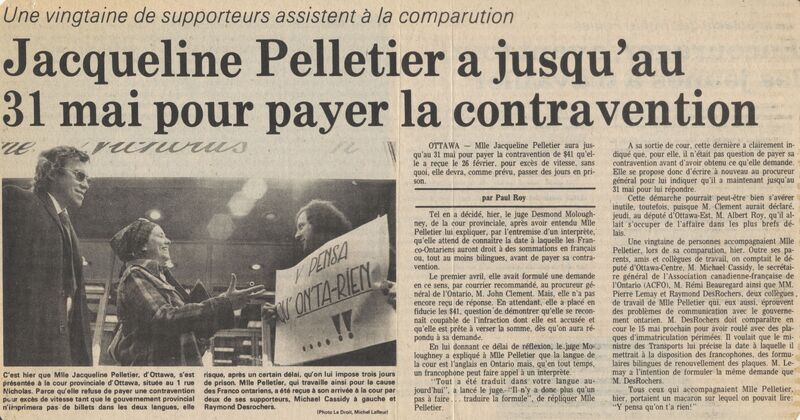 Une vingtaine de supporteurs assistent à la comparution
Jacqueline Pelletier a jusqu'au
31 mai pour payer la contravention
Y PENSA
QU'ON'TA-RIEN
....!!
C'est hier que Mlle Jacqueline Pelletier, d'Ottawa, s'est
présentée à la cour provinciale d'Ottawa, située au 1 rue
Nicholas. Parce qu'elle refuse de payer une contravention
pour excès de vitesse tant que le gouvernement provincial
n'imprimera pas de billets dans les deux langues, elle
risque, après un certain délai, qu'on lui impose trois jours
de prison. Mlle Pelletier, qui travaille ainsi pour la cause
des Franco ontariens, a été reçue à son arrivée à la cour par
deux de ses supporteurs, Michael Cassidy à gauche et
Raymond Desrochers.
(Photo Le Droit, Michel Lafleur)
OTTAWA — Mlle Jacqueline Pelletier aura jus-
qu'au 31 mai pour payer la contravention de $41 qu'el-
le a reçue le 26 février, pour excès de vitesse, sans
quoi, elle devra, comme prévu, passer des jours en pri-
son.
par Paul Roy
Tel en a décidé, hier, le juge Desmond Molough-
ney, de la cour provinciale, après avoir entendu Mlle
Pelletier lui expliquer, par l'entremise d'un interprète,
qu'elle attend de connaître la date à laquelle les Fran-
co-Ontariens auront droit à des sommations en français
ou, tout au moins bilingues, avant de payer sa contra-
vention.
Le premier avril, elle avait formulé une demande
en ce sens, par courrier recommandé, au procureur gé-
néral de l'Ontario, M. John Clement. Mais, elle n'a pas
encore reçu de réponse. En attendant, elle a placé en
fiducie les $41, question de démontrer qu'elle se recon-
naît coupable de l'infraction dont elle est accusée et
qu'elle est prête à verser la somme, dès qu'on aura ré-
pondu à sa demande.
En lui donnant ce délai de réflexion, le juge Mo-
loughney a expliqué à Mlle Pelletier que la langue de
la cour est l'anglais en Ontario mais, qu'en tout temps,
un francophone peut faire appel à un interprète.
"Tout a été traduit dans votre langue au-
jourd'hui", a lancé le juge. "Il n'y a donc plus qu'un
pas à faire... traduire la formule", de répliquer Mlle
Pelletier.
A sa sortie de cour, cette dernière a clairement in-
diqué que, pour elle, il n'était pas question de payer sa
contravention avant d'avoir obtenu ce qu'elle demande.
Elle se propose donc d'écrire à nouveau au procureur
général pour lui indiquer qu'il a maintenant jusqu'au
31 mai pour lui répondre.
Cette démarche pourrait peut-être bien s'avérer
inutile, toutefois, puisque M. Clement aurait déclaré,
jeudi, au député d'Ottawa-Est, M. Albert Roy, qu'il al-
lait s'occuper de l'affaire dans les plus brefs délais.
Une vingtaine de personnes accompagnaient Mlle
Pelletier, lors de sa comparution, hier. Outre ses pa-
rents, amis et collègues de travail, on comptait le dé-
puté d'Ottawa-Centre, M. Michael Cassidy, le secrétai-
re général de l'Association canadienne-française de
l'Ontario (ACFO), M. Rémi Beauregard ainsi que MM.
Pierre Lemay et Raymon DesRochers, deux collègues
de travail de Mlle Pelletier qui, eux aussi, éprouvent
des problèmes de communication avec le gouverne-
ment ontarien. M. DesRochers doit comparaître en
cour le 15 mai prochain pour avoir roulé avec des pla-
ques d'immatriculation périmées. Il voulait que le mi-
nistre des Transports lui précise la date à laquelle il
mettrait à la disposition des francophones, des formulai-
res bilingues de renouvellement des plaques. M. Le-
may a l'intention de formuler la même demande que
M. DesRochers.
Tous ceux qui accompagnaient Mlle Pelletier,
hier, portaient un macaron sur lequel on pouvait lire:
"Y pensa qu'on t'a rien!"